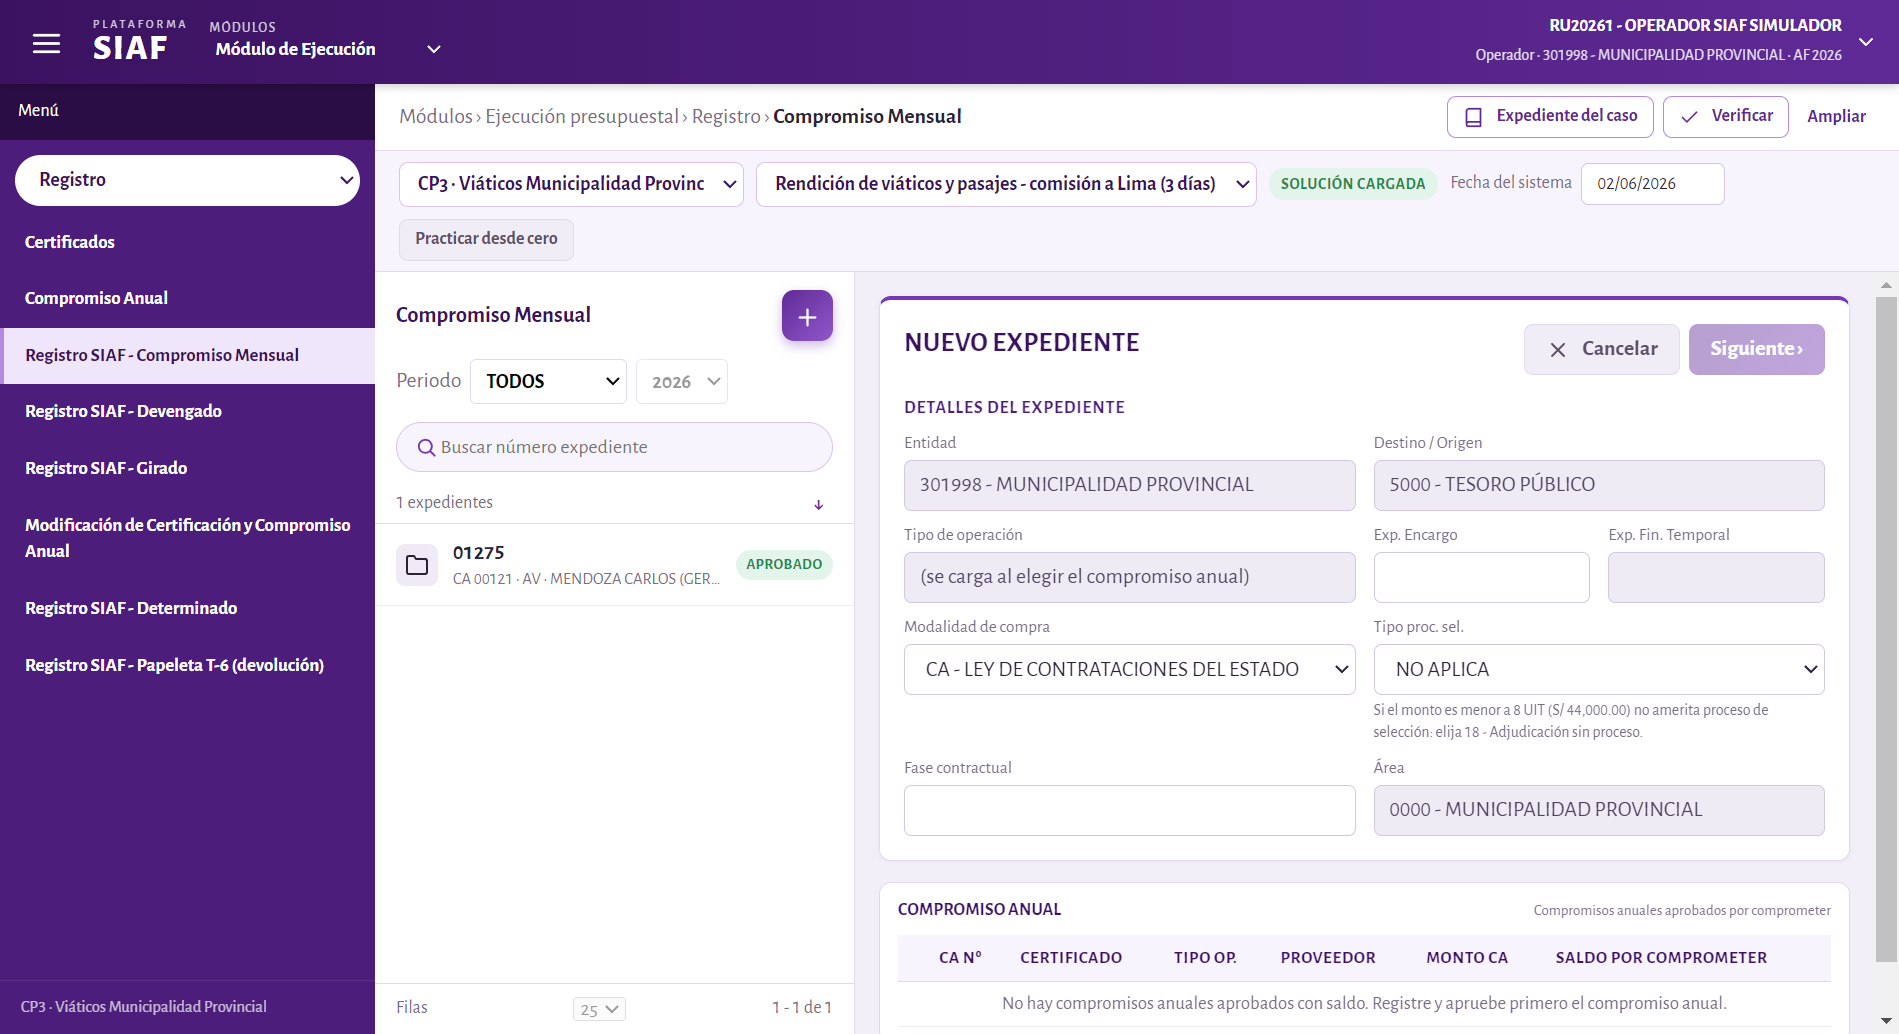 PLATAFORMA
SIAF
MÓDULOS
Módulo de Ejecución
RU20261 - OPERADOR SIAF SIMULADOR
Operador · 301998 - MUNICIPALIDAD PROVINCIAL · AF 2026
Menú
Registro
Certificados
Compromiso Anual
Registro SIAF - Compromiso Mensual
Registro SIAF - Devengado
Registro SIAF - Girado
Modificación de Certificación y Compromiso
Anual
Registro SIAF - Determinado
Registro SIAF - Papeleta T-6 (devolución)
CP3 · Viáticos Municipalidad Provincial
Módulos › Ejecución presupuestal › Registro › Compromiso Mensual
Expediente del caso
Verificar
Ampliar
CP3 · Viáticos Municipalidad Provinc
Rendición de viáticos y pasajes - comisión a Lima (3 días)
SOLUCIÓN CARGADA
Fecha del sistema
02/06/2026
Practicar desde cero
Compromiso Mensual
Periodo
TODOS
2026
Buscar número expediente
1 expedientes
01275
CA 00121 · AV · MENDOZA CARLOS (GER...
APROBADO
Filas
25
1 - 1 de 1
NUEVO EXPEDIENTE
Cancelar
Siguiente ›
DETALLES DEL EXPEDIENTE
Entidad
Destino / Origen
301998 - MUNICIPALIDAD PROVINCIAL
5000 - TESORO PÚBLICO
Tipo de operación
Exp. Encargo
Exp. Fin. Temporal
(se carga al elegir el compromiso anual)
Modalidad de compra
Tipo proc. sel.
CA - LEY DE CONTRATACIONES DEL ESTADO
NO APLICA
Si el monto es menor a 8 UIT (S/ 44,000.00) no amerita proceso de
selección: elija 18 - Adjudicación sin proceso.
Fase contractual
Área
0000 - MUNICIPALIDAD PROVINCIAL
COMPROMISO ANUAL
Compromisos anuales aprobados por comprometer
CA Nº
CERTIFICADO
TIPO OP.
PROVEEDOR
MONTO CA
SALDO POR COMPROMETER
No hay compromisos anuales aprobados con saldo. Registre y apruebe primero el compromiso anual.